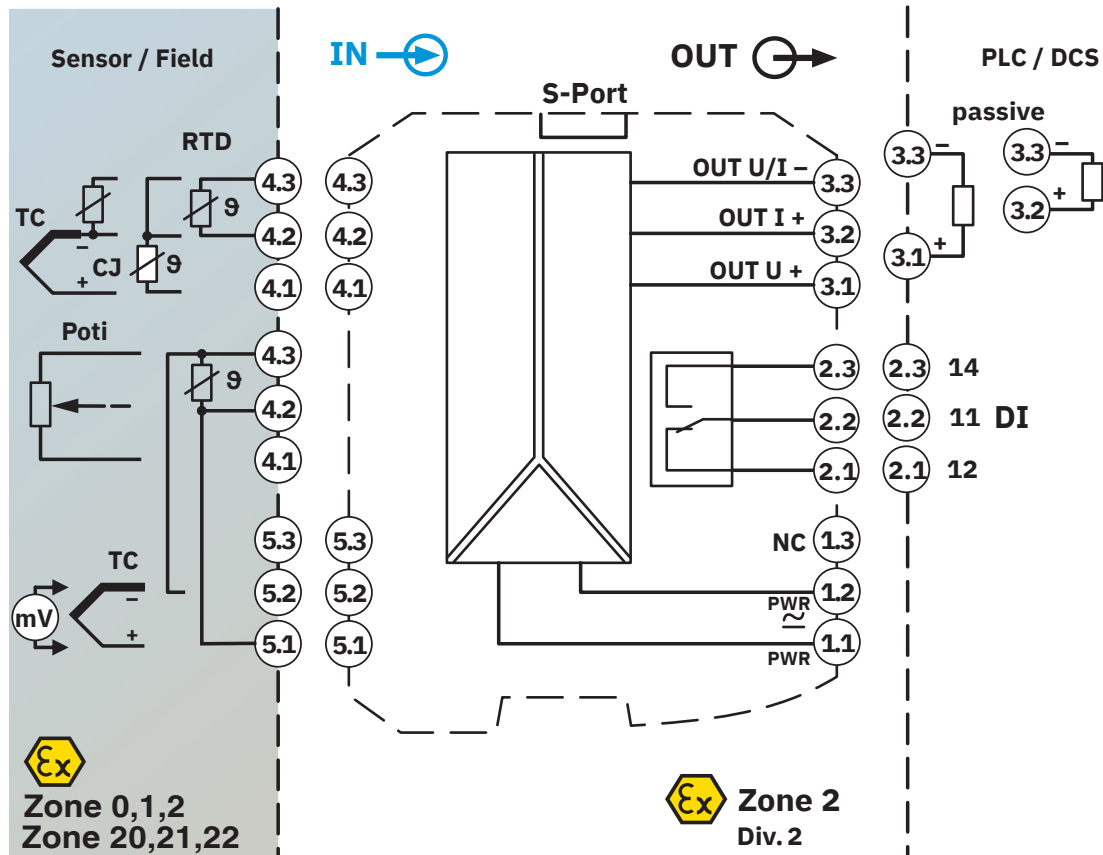 Sensor / Field
IN
OUT
PLC / DCS
S-Port
passive
RTD
4.3
4.3
OUT U/I –
3.3
3.3
–
3.3
–
TC
ϑ
4.2
4.2
OUT I +
3.2
3.2
+
–
CJ
ϑ
+
4.1
4.1
OUT U +
3.1
3.1
+
Poti
4.3
ϑ
2.3
2.3
14
4.2
2.2
2.2
11
DI
4.1
2.1
2.1
12
5.3
5.3
NC
1.3
TC
mV
–
5.2
5.2
PWR
1.2
+
5.1
5.1
PWR
1.1
Ex
Zone 0,1,2
Zone 20,21,22
Ex
Zone 2
Div. 2